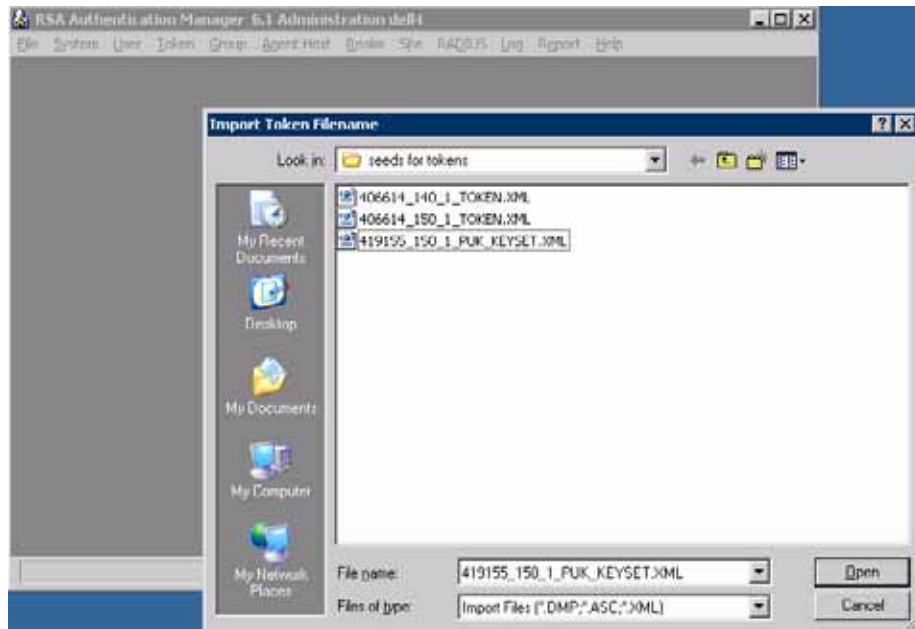 RSA Authentication Manager 6.1 Administration dell4
File System User Token Group Agent Host Realm Site RADIUS Log Report Help
Import Token Filename
Look in: seeds for tokens
406614_140_1_TOKEN.XML
406614_150_1_TOKEN.XML
419155_150_1_PUK_KEYSET.XML
My Recent
Documents
Desktop
My Documents
My Computer
My Network
Places
File name: 419155_150_1_PUK_KEYSET.XML Open
Files of type: Import Files (*.DMP;*.ASC;*.XML) Cancel